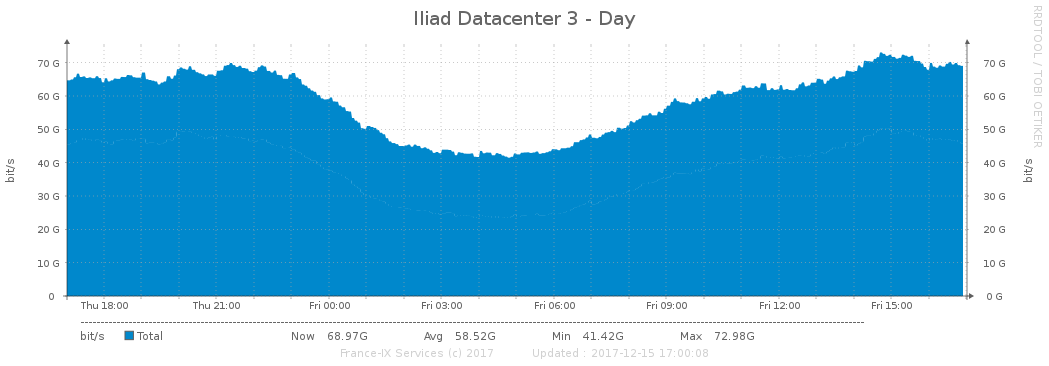 Iliad Datacenter 3 - Day
RRDTOOL / TOBI OETIKER
bit/s
bit/s
70 G 70 G
60 G 60 G
50 G 50 G
40 G 40 G
30 G 30 G
20 G 20 G
10 G 10 G
0 0 G
Thu 18:00 Thu 21:00 Fri 00:00 Fri 03:00 Fri 06:00 Fri 09:00 Fri 12:00 Fri 15:00
bit/s Total Now 68.97G Avg 58.52G Min 41.42G Max 72.98G
France-IX Services (c) 2017 Updated : 2017-12-15 17:00:08